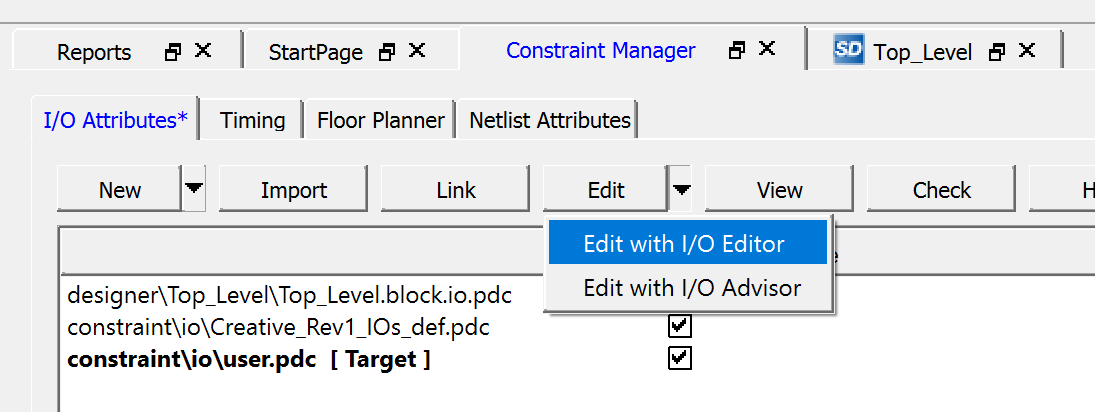 Reports StartPage Constraint Manager SD Top_Level
I/O Attributes* Timing Floor Planner Netlist Attributes
New Import Link Edit View Check H
Edit with I/O Editor
Edit with I/O Advisor
designer\Top_Level\Top_Level.block.io.pdc
constraint\io\Creative_Rev1_IOs_def.pdc
constraint\io\user.pdc [ Target ]